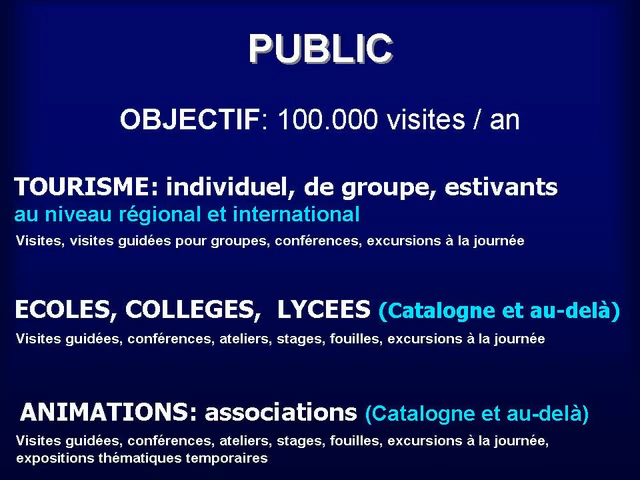 PUBLIC
OBJECTIF: 100.000 visites / an
TOURISME: individuel, de groupe, estivants
au niveau régional et international
Visites, visites guidées pour groupes, conférences, excursions à la journée
ECOLES, COLLEGES, LYCEES (Catalogne et au-delà)
Visites guidées, conférences, ateliers, stages, fouilles, excursions à la journée
ANIMATIONS: associations (Catalogne et au-delà)
Visites guidées, conférences, ateliers, stages, fouilles, excursions à la journée,
expositions thématiques temporaires